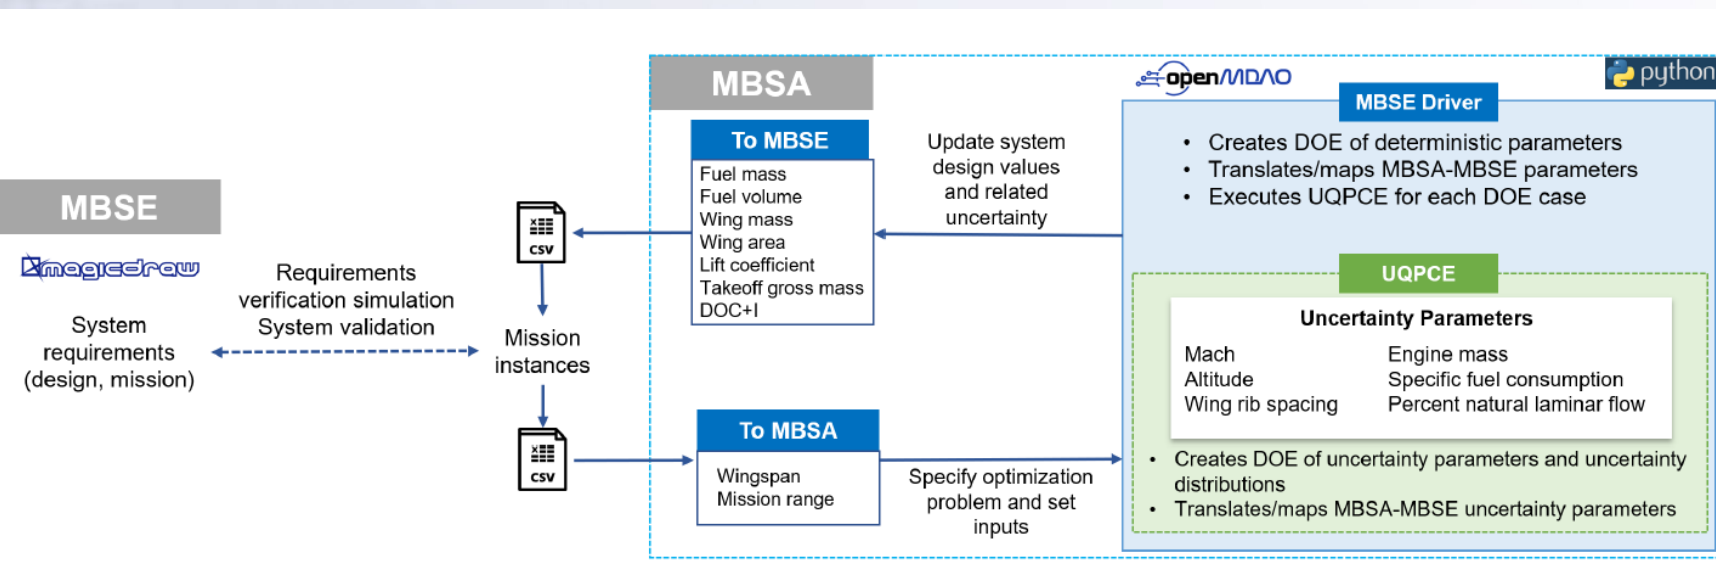 MBSE
magicdraw
System
requirements
(design, mission)
Requirements
verification simulation
System validation
CSV
Mission
instances
CSV
MBSA
To MBSE
Fuel mass
Fuel volume
Wing mass
Wing area
Lift coefficient
Takeoff gross mass
DOC+I
To MBSA
Wingspan
Mission range
Update system
design values
and related
uncertainty
Specify optimization
problem and set
inputs
openMDAO
python
MBSE Driver
• Creates DOE of deterministic parameters
• Translates/maps MBSA-MBSE parameters
• Executes UQPCE for each DOE case
UQPCE
Uncertainty Parameters
Mach
Altitude
Wing rib spacing
Engine mass
Specific fuel consumption
Percent natural laminar flow
• Creates DOE of uncertainty parameters and uncertainty
distributions
• Translates/maps MBSA-MBSE uncertainty parameters